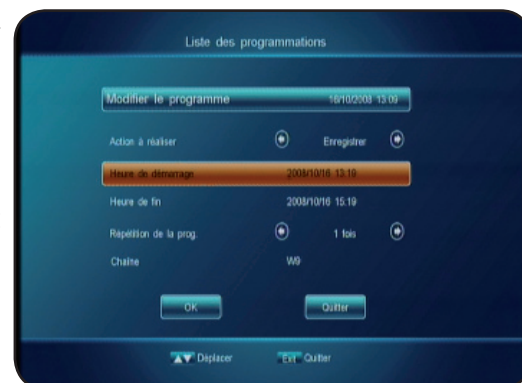 Liste des programmations
Modifier le programme 16/10/2008 13:09
Action à réaliser Enregistrer
Heure de démarrage 2008/10/16 13:19
Heure de fin 2008/10/16 15:19
Répétition de la prog. 1 fois
Chaîne W9
OK Quitter
Déplacer Exit Quitter